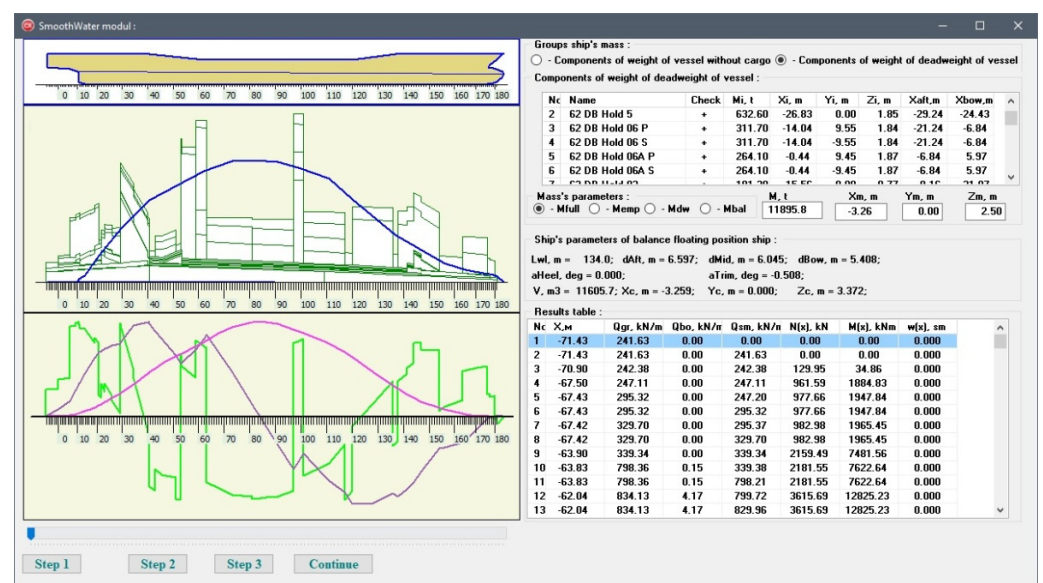 SmoothWater modul :
0 10 20 30 40 50 60 70 80 90 100 110 120 130 140 150 160 170 180
0 10 20 30 40 50 60 70 80 90 100 110 120 130 140 150 160 170 180
0 10 20 30 40 50 60 70 80 90 100 110 120 130 140 150 160 170 180
Step 1 Step 2 Step 3 Continue
Groups ship's mass :
- Components of weight of vessel without cargo - Components of weight of deadweight of vessel
Components of weight of deadweight of vessel :
Nc Name Check Mi, t Xi, m Yi, m Zi, m Xaft,m Xbow,m
2 62 DB Hold 5 + 632.60 -26.83 0.00 1.85 -29.24 -24.43
3 62 DB Hold 06 P + 311.70 -14.04 9.55 1.84 -21.24 -6.84
4 62 DB Hold 06 S + 311.70 -14.04 -9.55 1.84 -21.24 -6.84
5 62 DB Hold 06A P + 264.10 -0.44 9.45 1.87 -6.84 5.97
6 62 DB Hold 06A S + 264.10 -0.44 -9.45 1.87 -6.84 5.97
Mass's parameters : M, t Xm, m Ym, m Zm, m
- Mfull - Memp - Mdw - Mbal 11895.8 -3.26 0.00 2.50
Ship's parameters of balance floating position ship :
Lwl, m = 134.0; dAft, m = 6.597; dMid, m = 6.045; dBow, m = 5.408;
aHeel, deg = 0.000; aTrim, deg = -0.508;
V, m3 = 11605.7; Xc, m = -3.259; Yc, m = 0.000; Zc, m = 3.372;
Results table :
Nc X,м Qgr, kN/m Qbo, kN/m Qsm, kN/m N(x), kN M(x), kNm w(x), sm
1 -71.43 241.63 0.00 0.00 0.00 0.00 0.000
2 -71.43 241.63 0.00 241.63 0.00 0.00 0.000
3 -70.90 242.38 0.00 242.38 129.95 34.86 0.000
4 -67.50 247.11 0.00 247.11 961.59 1884.83 0.000
5 -67.43 295.32 0.00 247.20 977.66 1947.84 0.000
6 -67.43 295.32 0.00 295.32 977.66 1947.84 0.000
7 -67.42 329.70 0.00 295.37 982.98 1965.45 0.000
8 -67.42 329.70 0.00 329.70 982.98 1965.45 0.000
9 -63.90 339.34 0.00 339.34 2159.49 7481.56 0.000
10 -63.83 798.36 0.15 339.38 2181.55 7622.64 0.000
11 -63.83 798.36 0.15 798.21 2181.55 7622.64 0.000
12 -62.04 834.13 4.17 799.72 3615.69 12825.23 0.000
13 -62.04 834.13 4.17 829.96 3615.69 12825.23 0.000